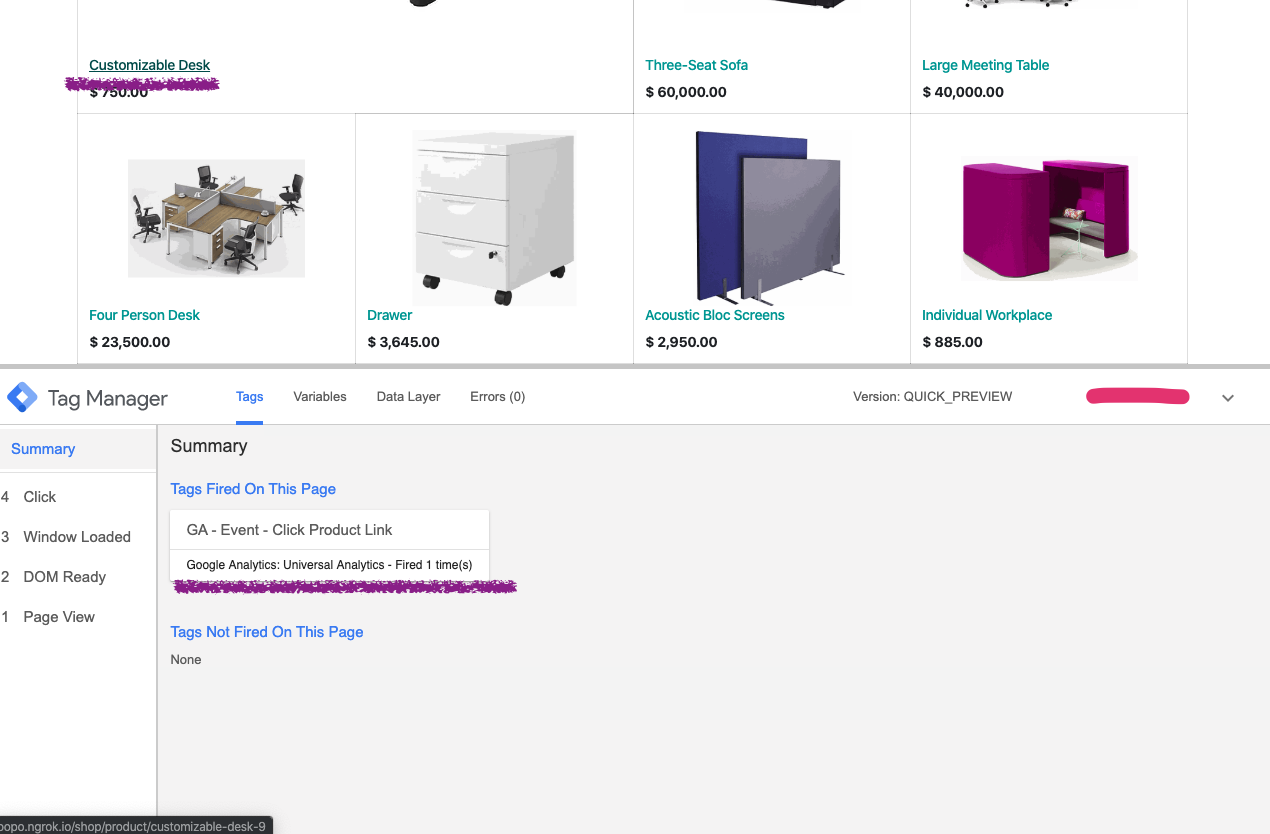 Customizable Desk
Three-Seat Sofa
Large Meeting Table
$ 750.00
$ 60,000.00
$ 40,000.00
Four Person Desk
Drawer
Acoustic Bloc Screens
Individual Workplace
$ 23,500.00
$ 3,645.00
$ 2,950.00
$ 885.00
Tag Manager
Tags
Variables
Data Layer
Errors (0)
Version: QUICK_PREVIEW
Summary
4 Click
3 Window Loaded
2 DOM Ready
1 Page View
Summary
Tags Fired On This Page
GA - Event - Click Product Link
Google Analytics: Universal Analytics - Fired 1 time(s)
Tags Not Fired On This Page
None
popo.ngrok.io/shop/product/customizable-desk-9